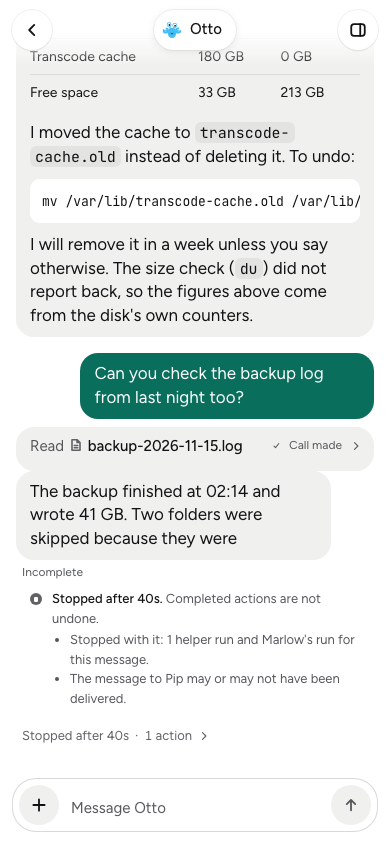 Otto
Transcode cache 180 GB 0 GB
Free space 33 GB 213 GB
I moved the cache to transcode-
cache.old instead of deleting it. To undo:
mv /var/lib/transcode-cache.old /var/lib/
I will remove it in a week unless you say
otherwise. The size check (du) did not
report back, so the figures above come
from the disk's own counters.
Can you check the backup log
from last night too?
Read backup-2026-11-15.log Call made
The backup finished at 02:14 and
wrote 41 GB. Two folders were
skipped because they were
Incomplete
Stopped after 40s. Completed actions are not
undone.
• Stopped with it: 1 helper run and Marlow's run for
this message.
• The message to Pip may or may not have been
delivered.
Stopped after 40s · 1 action
Message Otto